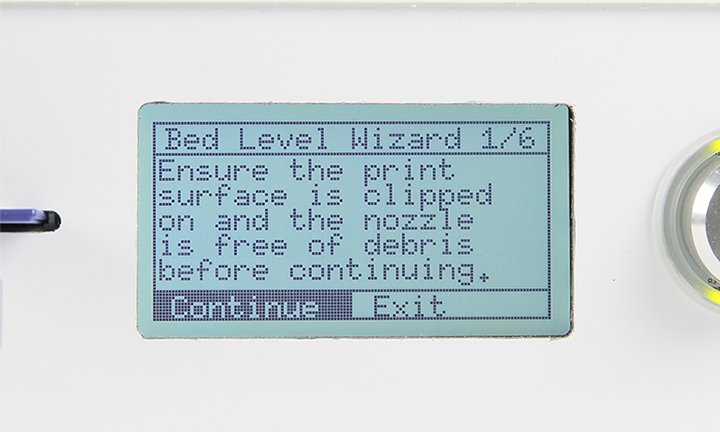 Bed Level Wizard 1/6
Ensure the print
surface is clipped
on and the nozzle
is free of debris
before continuing.
Continue Exit